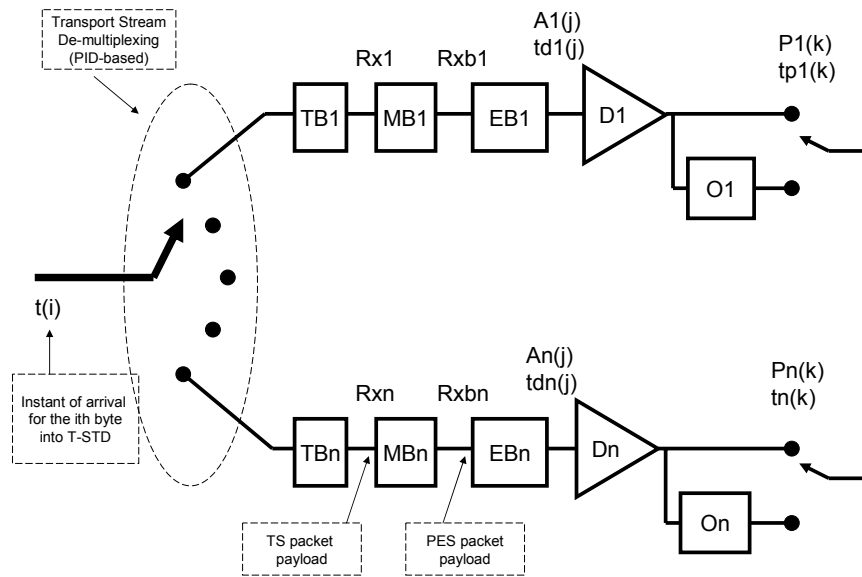 Transport Stream
De-multiplexing
(PID-based)
Rx1
Rxb1
A1(j)
td1(j)
P1(k)
tp1(k)
TB1
MB1
EB1
D1
O1
t(i)
Instant of arrival
for the ith byte
into T-STD
Rxn
Rxbn
An(j)
tdn(j)
Pn(k)
tn(k)
TBn
MBn
EBn
Dn
On
TS packet
payload
PES packet
payload